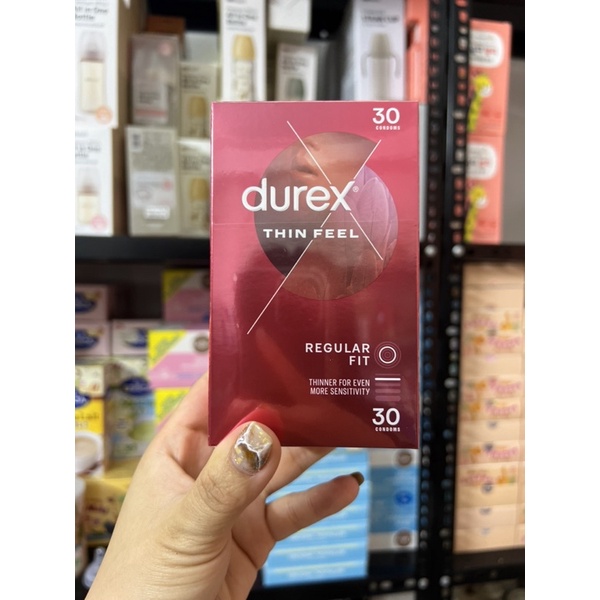 30
CONDOMS
durex®
THIN FEEL
REGULAR
FIT
THINNER FOR EVEN
MORE SENSITIVITY
30
CONDOMS